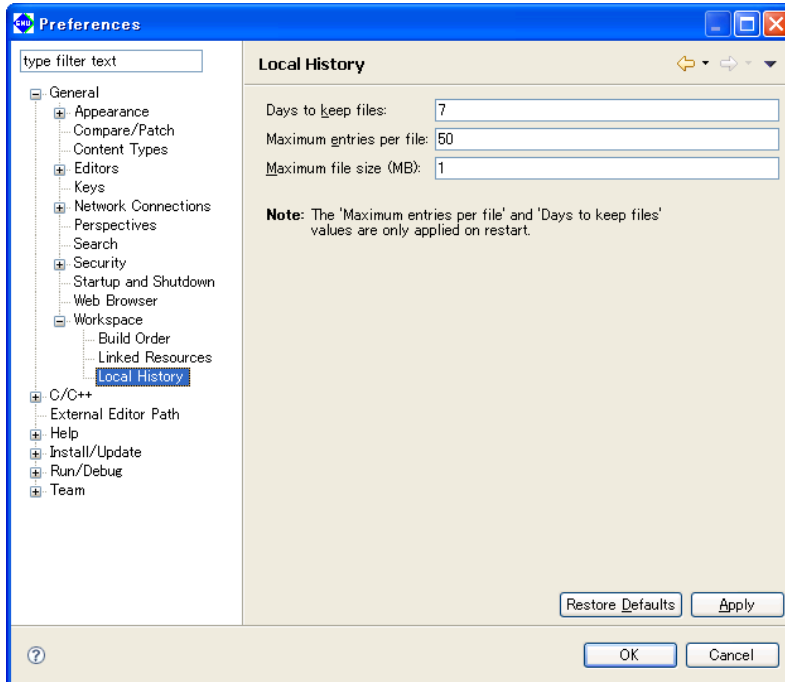 Preferences
type filter text
General
Appearance
Compare/Patch
Content Types
Editors
Keys
Network Connections
Perspectives
Search
Security
Startup and Shutdown
Web Browser
Workspace
Build Order
Linked Resources
Local History
C/C++
External Editor Path
Help
Install/Update
Run/Debug
Team
Local History
Days to keep files: 7
Maximum entries per file: 50
Maximum file size (MB): 1
Note: The 'Maximum entries per file' and 'Days to keep files'
values are only applied on restart.
Restore Defaults Apply
OK Cancel